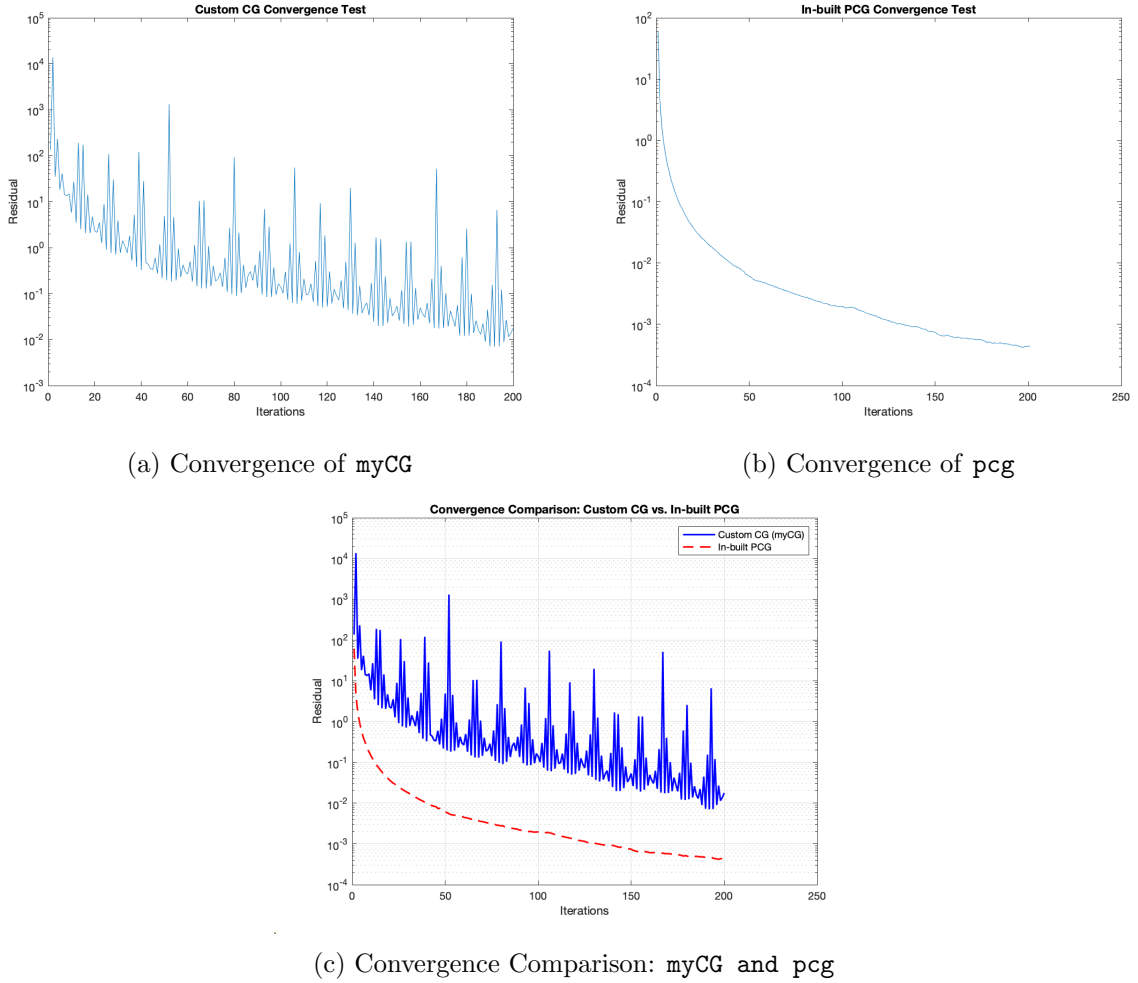 Custom CG Convergence Test
10^5
10^4
10^3
10^2
10^1
10^0
10^-1
10^-2
10^-3
Residual
0 20 40 60 80 100 120 140 160 180 200
Iterations
(a) Convergence of myCG
In-built PCG Convergence Test
10^2
10^1
10^0
10^-1
10^-2
10^-3
10^-4
Residual
0 50 100 150 200 250
Iterations
(b) Convergence of pcg
Convergence Comparison: Custom CG vs. In-built PCG
10^5
10^4
10^3
10^2
10^1
10^0
10^-1
10^-2
10^-3
10^-4
Residual
Custom CG (myCG)
In-built PCG
0 50 100 150 200 250
Iterations
(c) Convergence Comparison: myCG and pcg